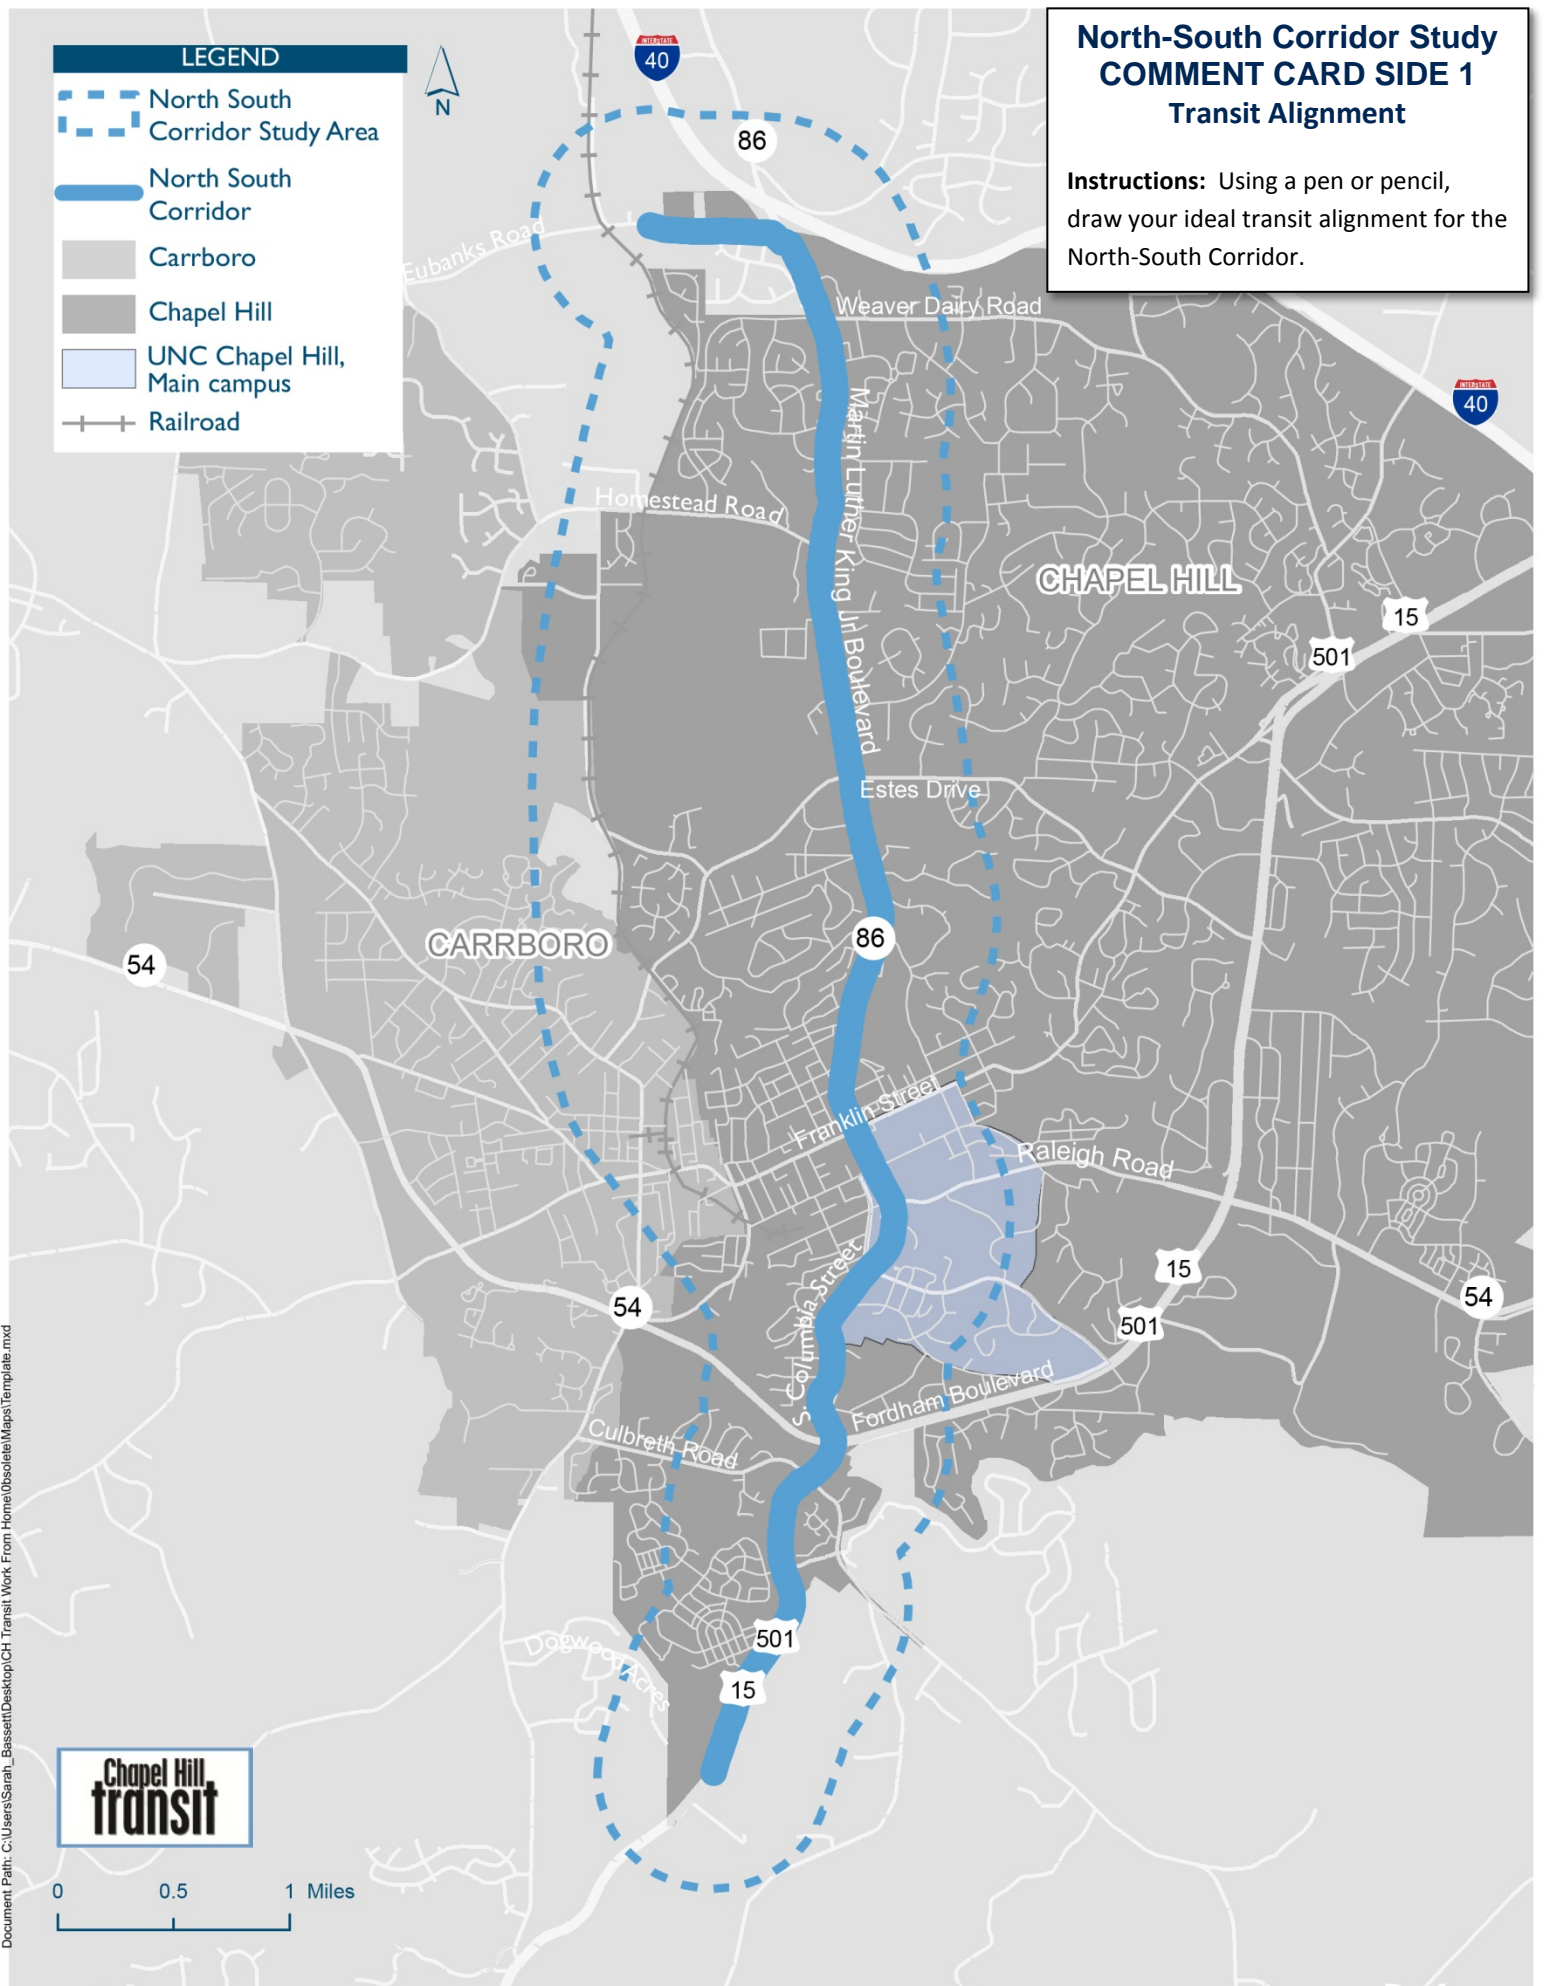 North-South Corridor Study
COMMENT CARD SIDE 1
Transit Alignment
Instructions: Using a pen or pencil,
draw your ideal transit alignment for the
North-South Corridor.
LEGEND
North South
Corridor Study Area
North South
Corridor
Carrboro
Chapel Hill
UNC Chapel Hill,
Main campus
Railroad
N
INTERSTATE
40
86
Eubanks Road
Weaver Dairy Road
INTERSTATE
40
Martin Luther King Jr Boulevard
Homestead Road
CHAPEL HILL
15
501
Estes Drive
86
CARRBORO
54
Franklin Street
Raleigh Road
S. Columbia Street
15
501
54
54
Fordham Boulevard
Culbreth Road
501
15
Dogwood Acres
Chapel Hill
transit
0 0.5 1 Miles
Document Path: C:\Users\Sarah_Bassett\Desktop\CH Transit Work From Home\0bsolete\Maps\Template.mxd